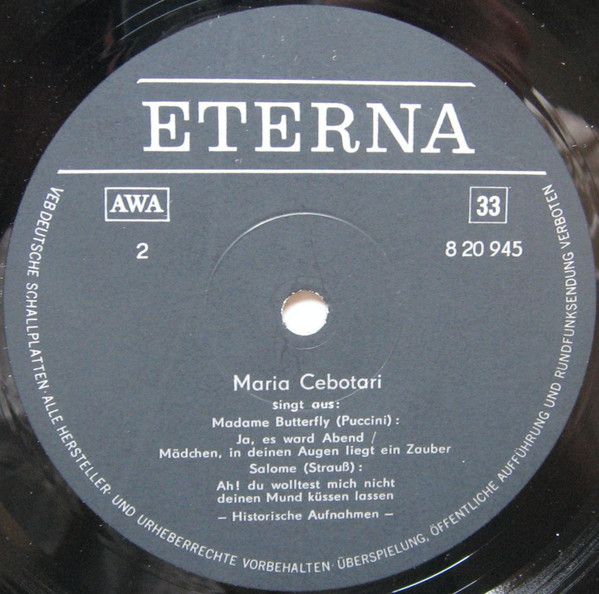 ETERNA
AWA
33
2
8 20 945
Maria Cebotari
singt aus:
Madame Butterfly (Puccini) :
Ja, es ward Abend /
Mädchen, in deinen Augen liegt ein Zauber
Salome (Strauß) :
Ah! du wolltest mich nicht
deinen Mund küssen lassen
– Historische Aufnahmen –
VEB DEUTSCHE SCHALLPLATTEN · ALLE HERSTELLER- UND URHEBERRECHTE VORBEHALTEN · ÜBERSPIELUNG, ÖFFENTLICHE AUFFÜHRUNG UND RUNDFUNKSENDUNG VERBOTEN